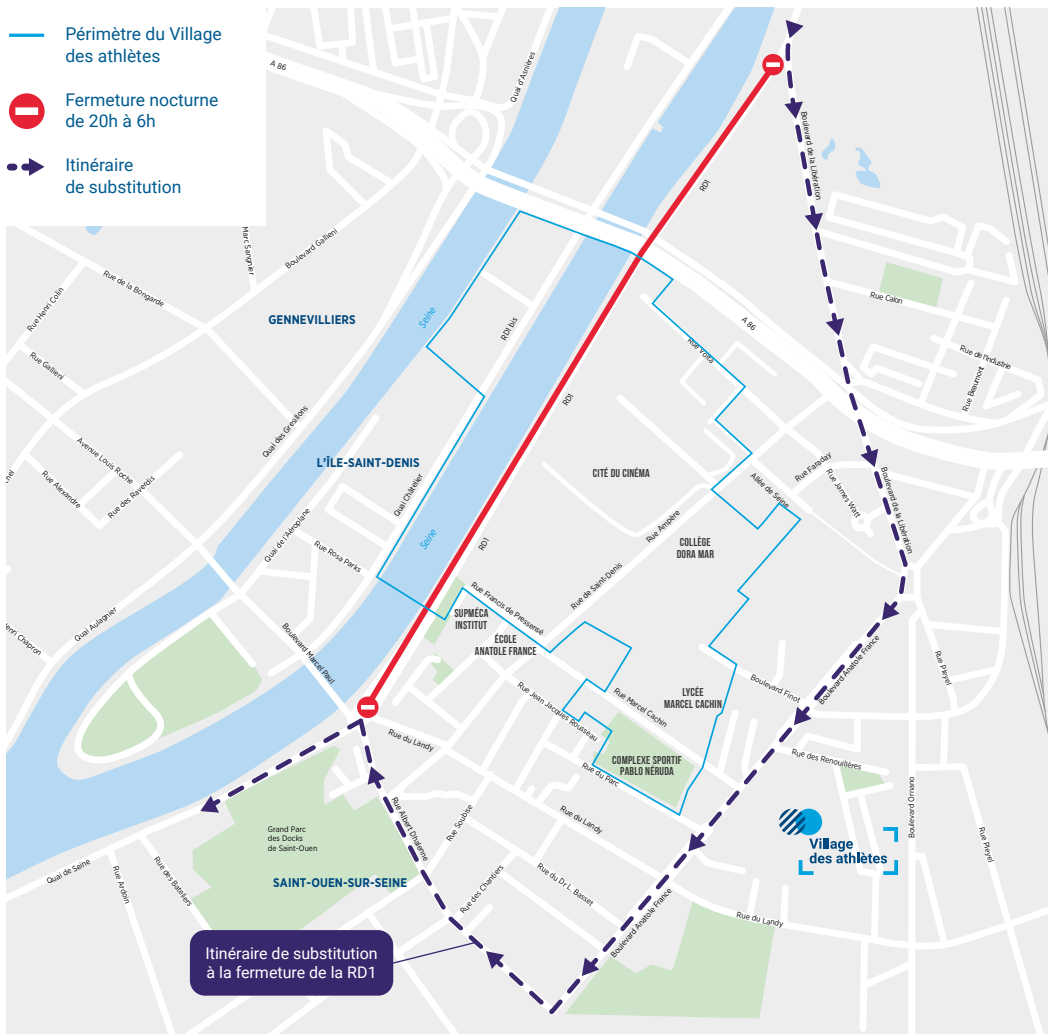 Périmètre du Village
des athlètes
Fermeture nocturne
de 20h à 6h
Itinéraire
de substitution
A 86
Quai d'Asnières
Boulevard de la Libération
RD1
Marc Sangnier
Boulevard Gallieni
Rue de la Bongarde
Rue Henri Colin
GENNEVILLIERS
Seine
RD1 bis
Rue Calon
A 86
Rue de l'Industrie
Rue Beaumont
Rue Volta
Rue Gallieni
RD1
Quai des Gresillons
Avenue Louis Roche
Rue Alexandre
Rue des Raverdis
L'ÎLE-SAINT-DENIS
Quai Châtelier
CITÉ DU CINÉMA
Rue Faraday
Allée de Seine
Rue James Watt
Boulevard de la Libération
Quai de l'Aéroplane
Rue Rosa Parks
Seine
RD1
Rue Ampère
COLLÈGE
DORA MAR
Rue de Saint-Denis
Rue Francis de Pressensé
SUPMÉCA
INSTITUT
ÉCOLE
ANATOLE FRANCE
Quai Aulagnier
Henri Chapron
Boulevard Marcel Paul
Rue Pleyel
Boulevard Anatole France
Boulevard Finot
LYCÉE
MARCEL CACHIN
Rue Marcel Cachin
Rue Jean Jacques Rousseau
Rue du Landy
COMPLEXE SPORTIF
PABLO NÉRUDA
Rue du Parc
Rue des Renouillères
Boulevard Ornano
Rue Pleyel
Rue Albert Dhalenne
Rue Soubise
Rue du Landy
Village
des athlètes
Grand Parc
des Docks
de Saint-Ouen
Quai de Seine
Rue Ardoin
Rue des Bateliers
SAINT-OUEN-SUR-SEINE
Rue des Chantiers
Rue du Dr L. Basset
Boulevard Anatole France
Rue du Landy
Itinéraire de substitution
à la fermeture de la RD1